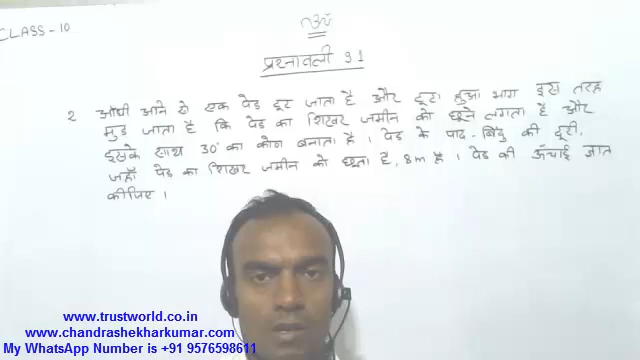 CLASS - 10
ॐ
प्रश्नावली 9.1
2 आँधी आने से एक पेड़ टूट जाता है और टूटा हुआ भाग इस तरह
मुड़ जाता है कि पेड़ का शिखर जमीन को छूने लगता है और
इसके साथ 30° का कोण बनाता है। पेड़ के पाद-बिंदु की दूरी,
जहाँ पेड़ का शिखर जमीन को छूता है, 8m है। पेड़ की ऊँचाई ज्ञात
कीजिए।
www.trustworld.co.in
www.chandrashekharkumar.com
My WhatsApp Number is +91 9576598611